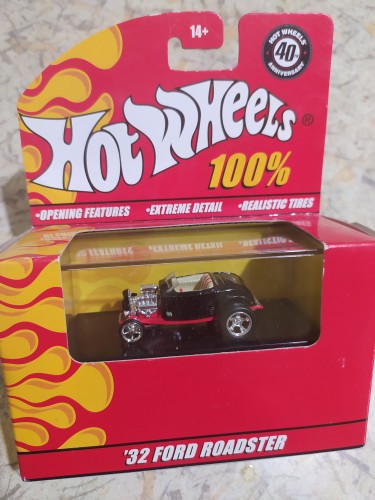 14+
HOT WHEELS®
40th
ANNIVERSARY
Hot Wheels®
100%
•OPENING FEATURES •EXTREME DETAIL •REALISTIC TIRES
'32 FORD ROADSTER